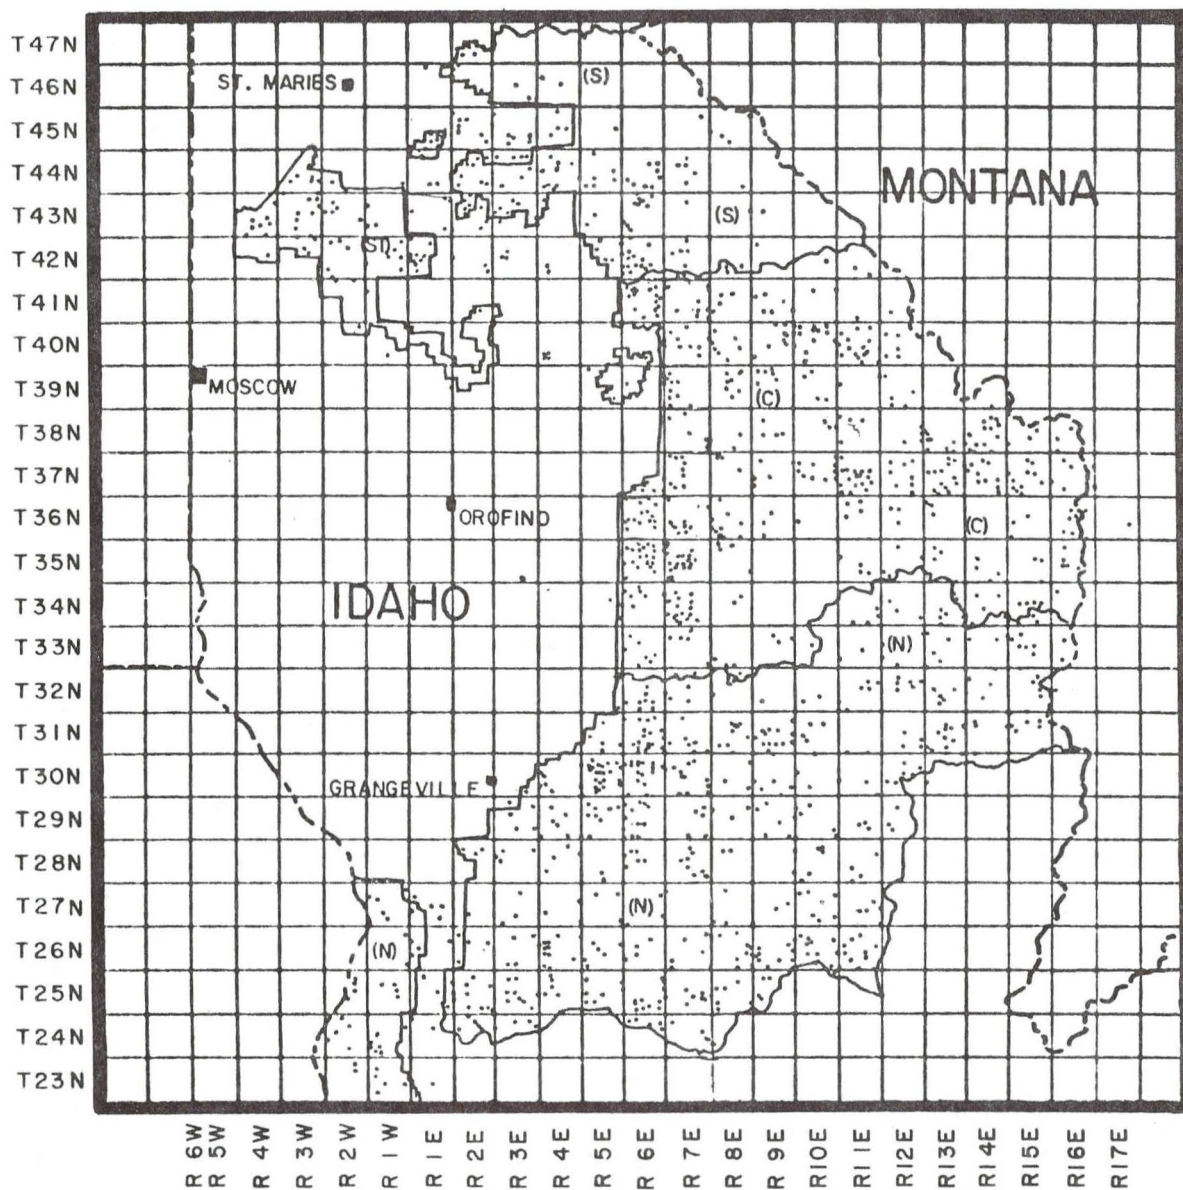 T47N
T46N
ST. MARIES
(S)
T45N
T44N
MONTANA
T43N
(S)
T42N
(ST)
T41N
T40N
T39N
MOSCOW
(C)
T38N
T37N
T36N
OROFINO
(C)
T35N
T34N
IDAHO
T33N
(N)
T32N
T31N
T30N
GRANGEVILLE
T29N
T28N
T27N
(N)
T26N
(N)
T25N
T24N
T23N
R 6W
R 5W
R 4W
R 3W
R 2W
R 1W
R 1E
R 2E
R 3E
R 4E
R 5E
R 6E
R 7E
R 8E
R 9E
R10E
R11E
R12E
R13E
R14E
R15E
R16E
R17E